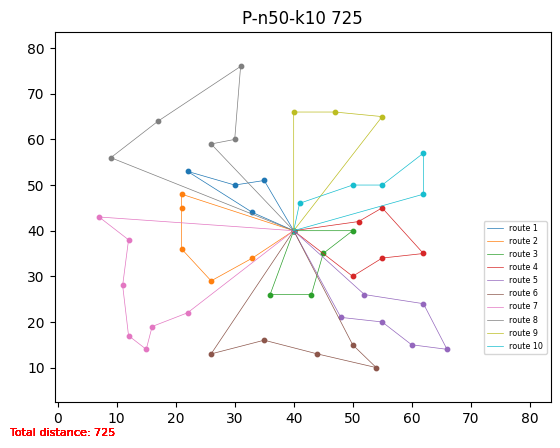 P-n50-k10 725
80
70
60
50
40
30
20
10
0 10 20 30 40 50 60 70 80
route 1
route 2
route 3
route 4
route 5
route 6
route 7
route 8
route 9
route 10
Total distance: 725